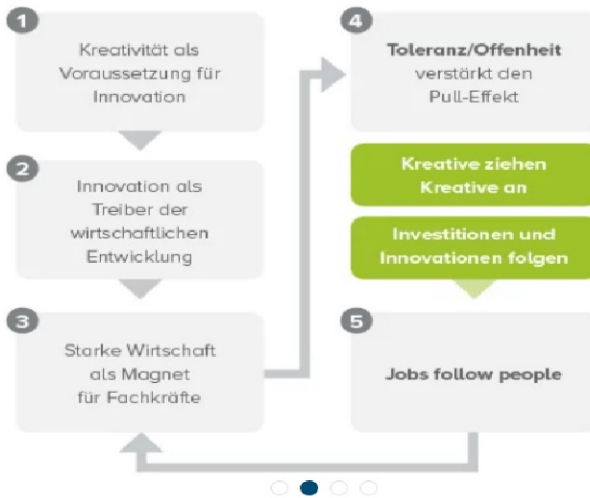 1
Kreativität als
Voraussetzung für
Innovation
2
Innovation als
Treiber der
wirtschaftlichen
Entwicklung
3
Starke Wirtschaft
als Magnet
für Fachkräfte
4
Toleranz/Offenheit
verstärkt den
Pull-Effekt
Kreative ziehen
Kreative an
Investitionen und
Innovationen folgen
5
Jobs follow people